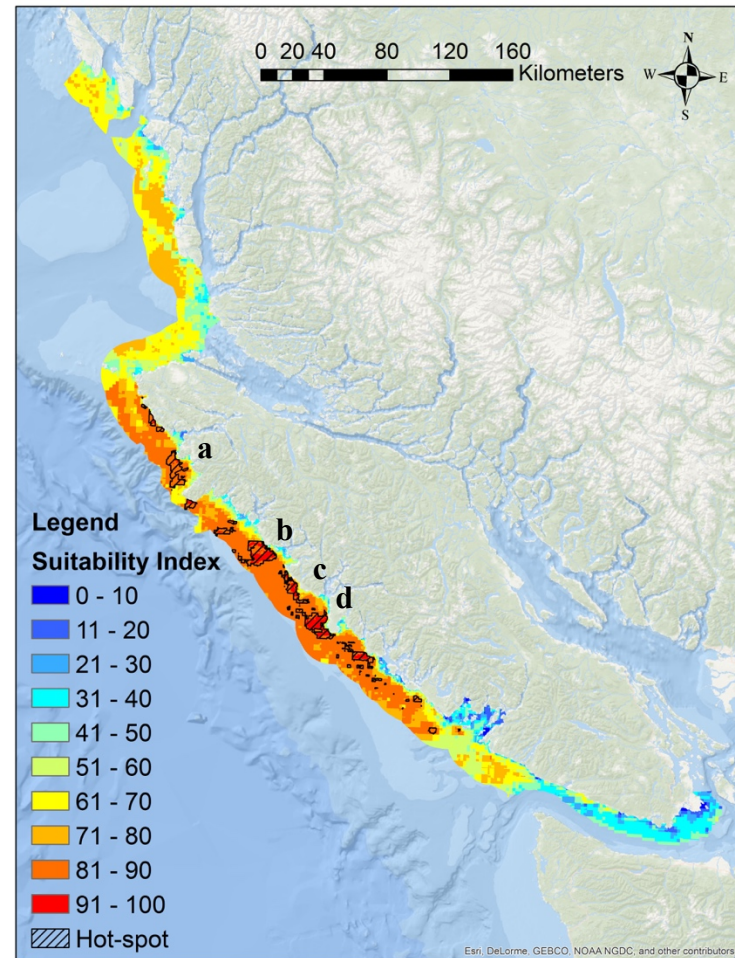 N
W E
S
0 20 40 80 120 160
Kilometers
a
b
c
d
Legend
Suitability Index
0 - 10
11 - 20
21 - 30
31 - 40
41 - 50
51 - 60
61 - 70
71 - 80
81 - 90
91 - 100
Hot-spot
Esri, DeLorme, GEBCO, NOAA NGDC, and other contributors